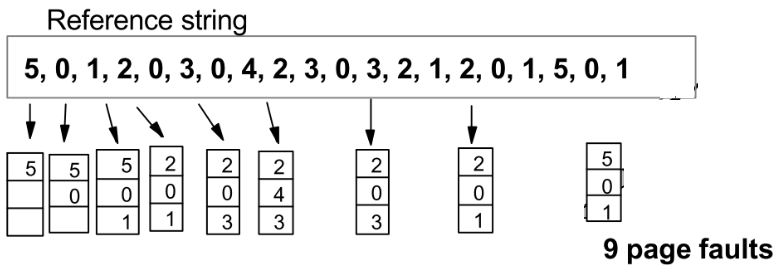 Reference string
5, 0, 1, 2, 0, 3, 0, 4, 2, 3, 0, 3, 2, 1, 2, 0, 1, 5, 0, 1
5 5 5 2 2 2 2 2 5
0 0 0 0 4 0 0 0
1 1 3 3 3 1 1
9 page faults